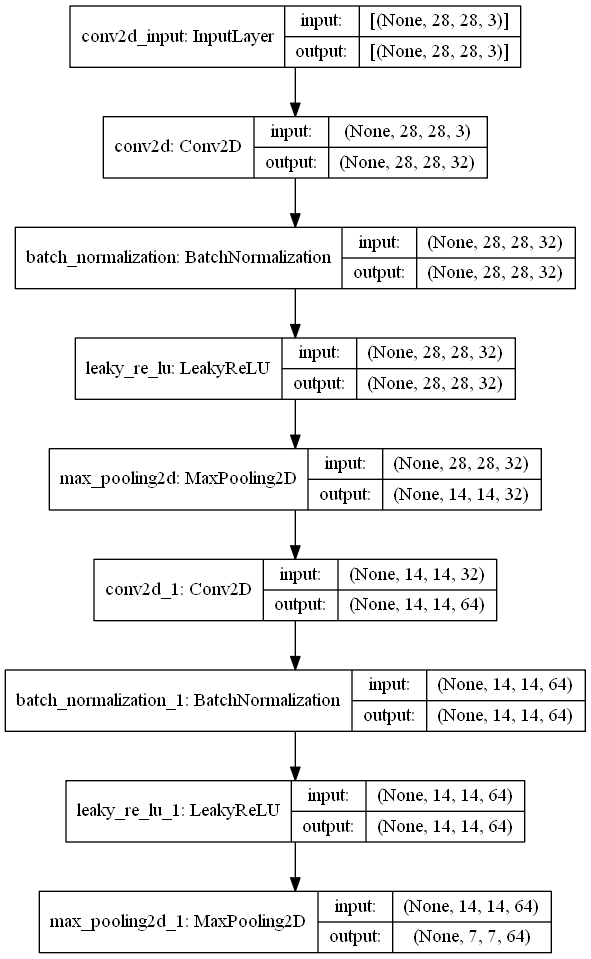 conv2d_input: InputLayer
input:
[(None, 28, 28, 3)]
output:
[(None, 28, 28, 3)]
conv2d: Conv2D
input:
(None, 28, 28, 3)
output:
(None, 28, 28, 32)
batch_normalization: BatchNormalization
input:
(None, 28, 28, 32)
output:
(None, 28, 28, 32)
leaky_re_lu: LeakyReLU
input:
(None, 28, 28, 32)
output:
(None, 28, 28, 32)
max_pooling2d: MaxPooling2D
input:
(None, 28, 28, 32)
output:
(None, 14, 14, 32)
conv2d_1: Conv2D
input:
(None, 14, 14, 32)
output:
(None, 14, 14, 64)
batch_normalization_1: BatchNormalization
input:
(None, 14, 14, 64)
output:
(None, 14, 14, 64)
leaky_re_lu_1: LeakyReLU
input:
(None, 14, 14, 64)
output:
(None, 14, 14, 64)
max_pooling2d_1: MaxPooling2D
input:
(None, 14, 14, 64)
output:
(None, 7, 7, 64)